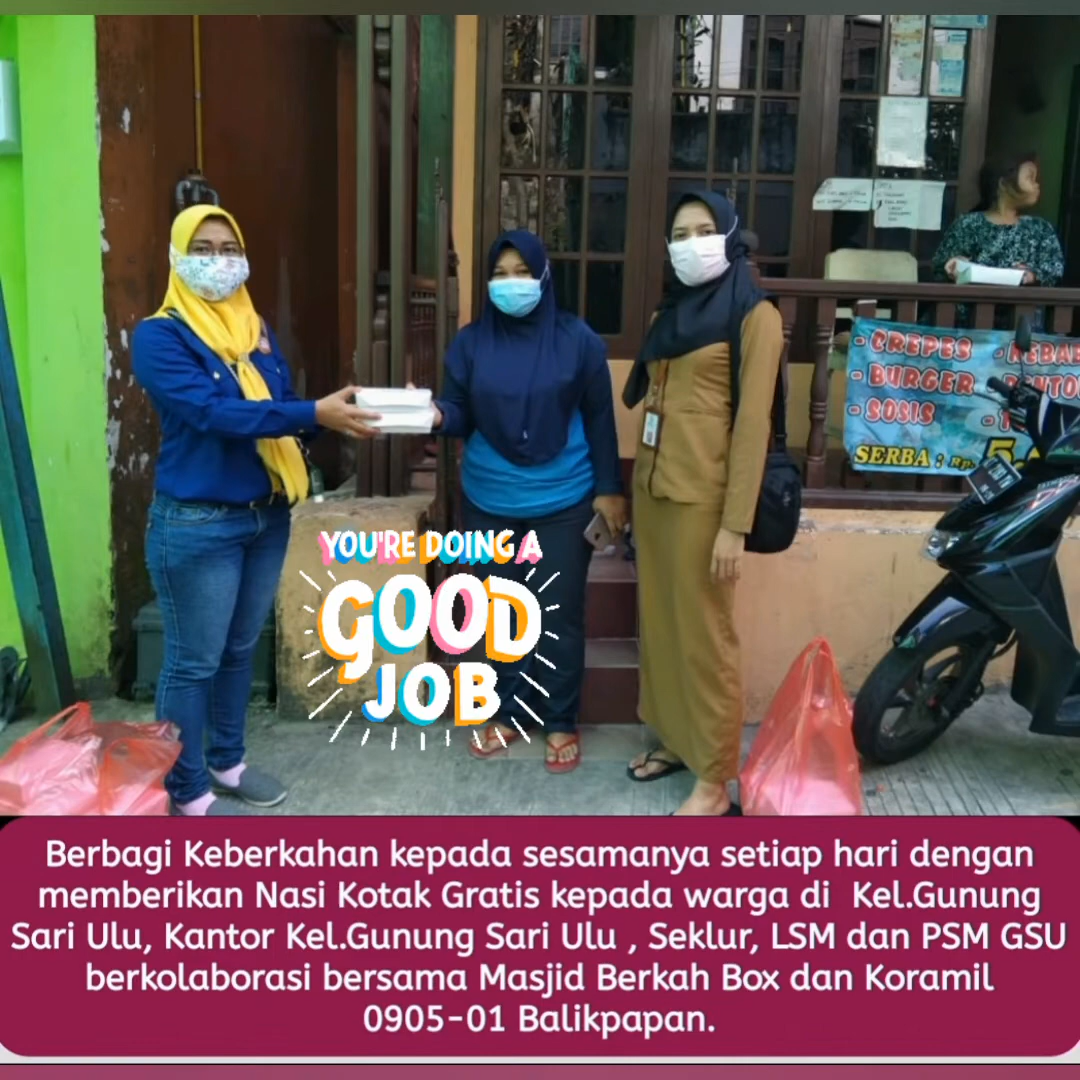 - CREPES
- BURGER
- SOSIS
SERBA : Rp.
YOU'RE DOING A
GOOD
JOB
Berbagi Keberkahan kepada sesamanya setiap hari dengan
memberikan Nasi Kotak Gratis kepada warga di Kel.Gunung
Sari Ulu, Kantor Kel.Gunung Sari Ulu , Seklur, LSM dan PSM GSU
berkolaborasi bersama Masjid Berkah Box dan Koramil
0905-01 Balikpapan.